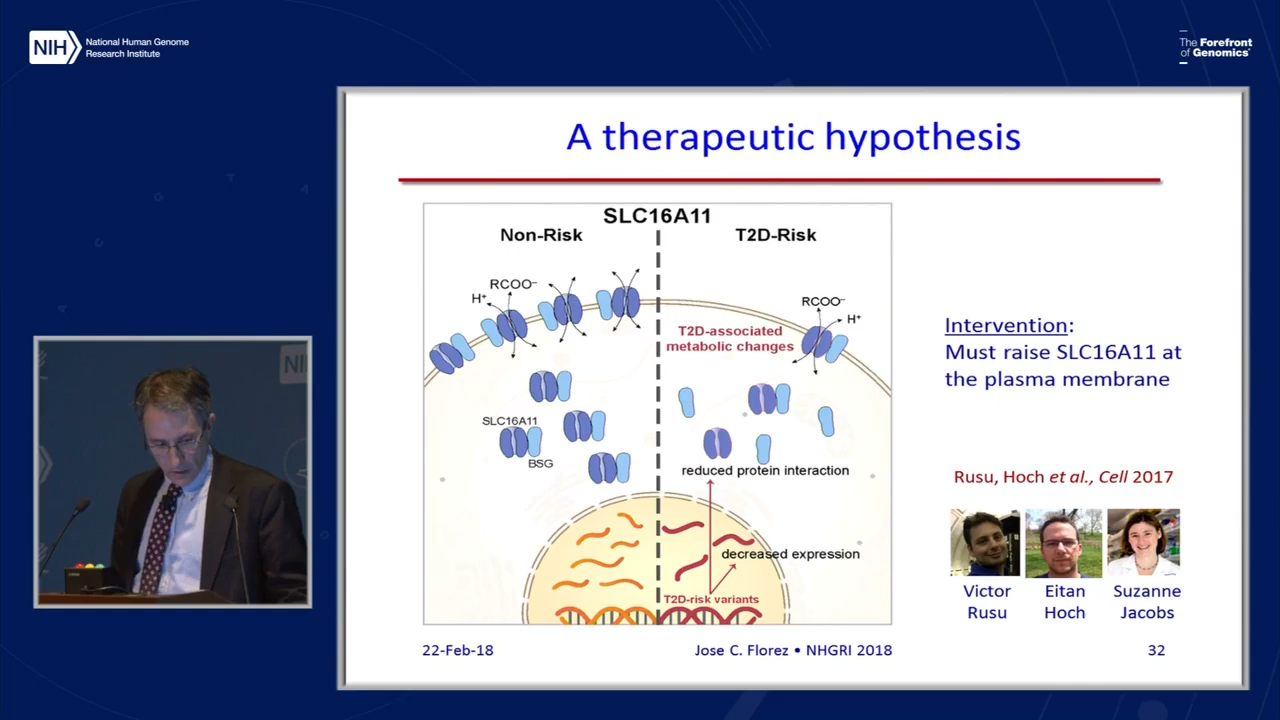 NIH
National Human Genome
Research Institute
The Forefront
of Genomics®
A therapeutic hypothesis
SLC16A11
Non-Risk
T2D-Risk
RCOO⁻
H⁺
RCOO⁻
H⁺
T2D-associated
metabolic changes
SLC16A11
BSG
reduced protein interaction
decreased expression
T2D-risk variants
Intervention:
Must raise SLC16A11 at
the plasma membrane
Rusu, Hoch et al., Cell 2017
Victor
Rusu
Eitan
Hoch
Suzanne
Jacobs
22-Feb-18
Jose C. Florez • NHGRI 2018
32
NI